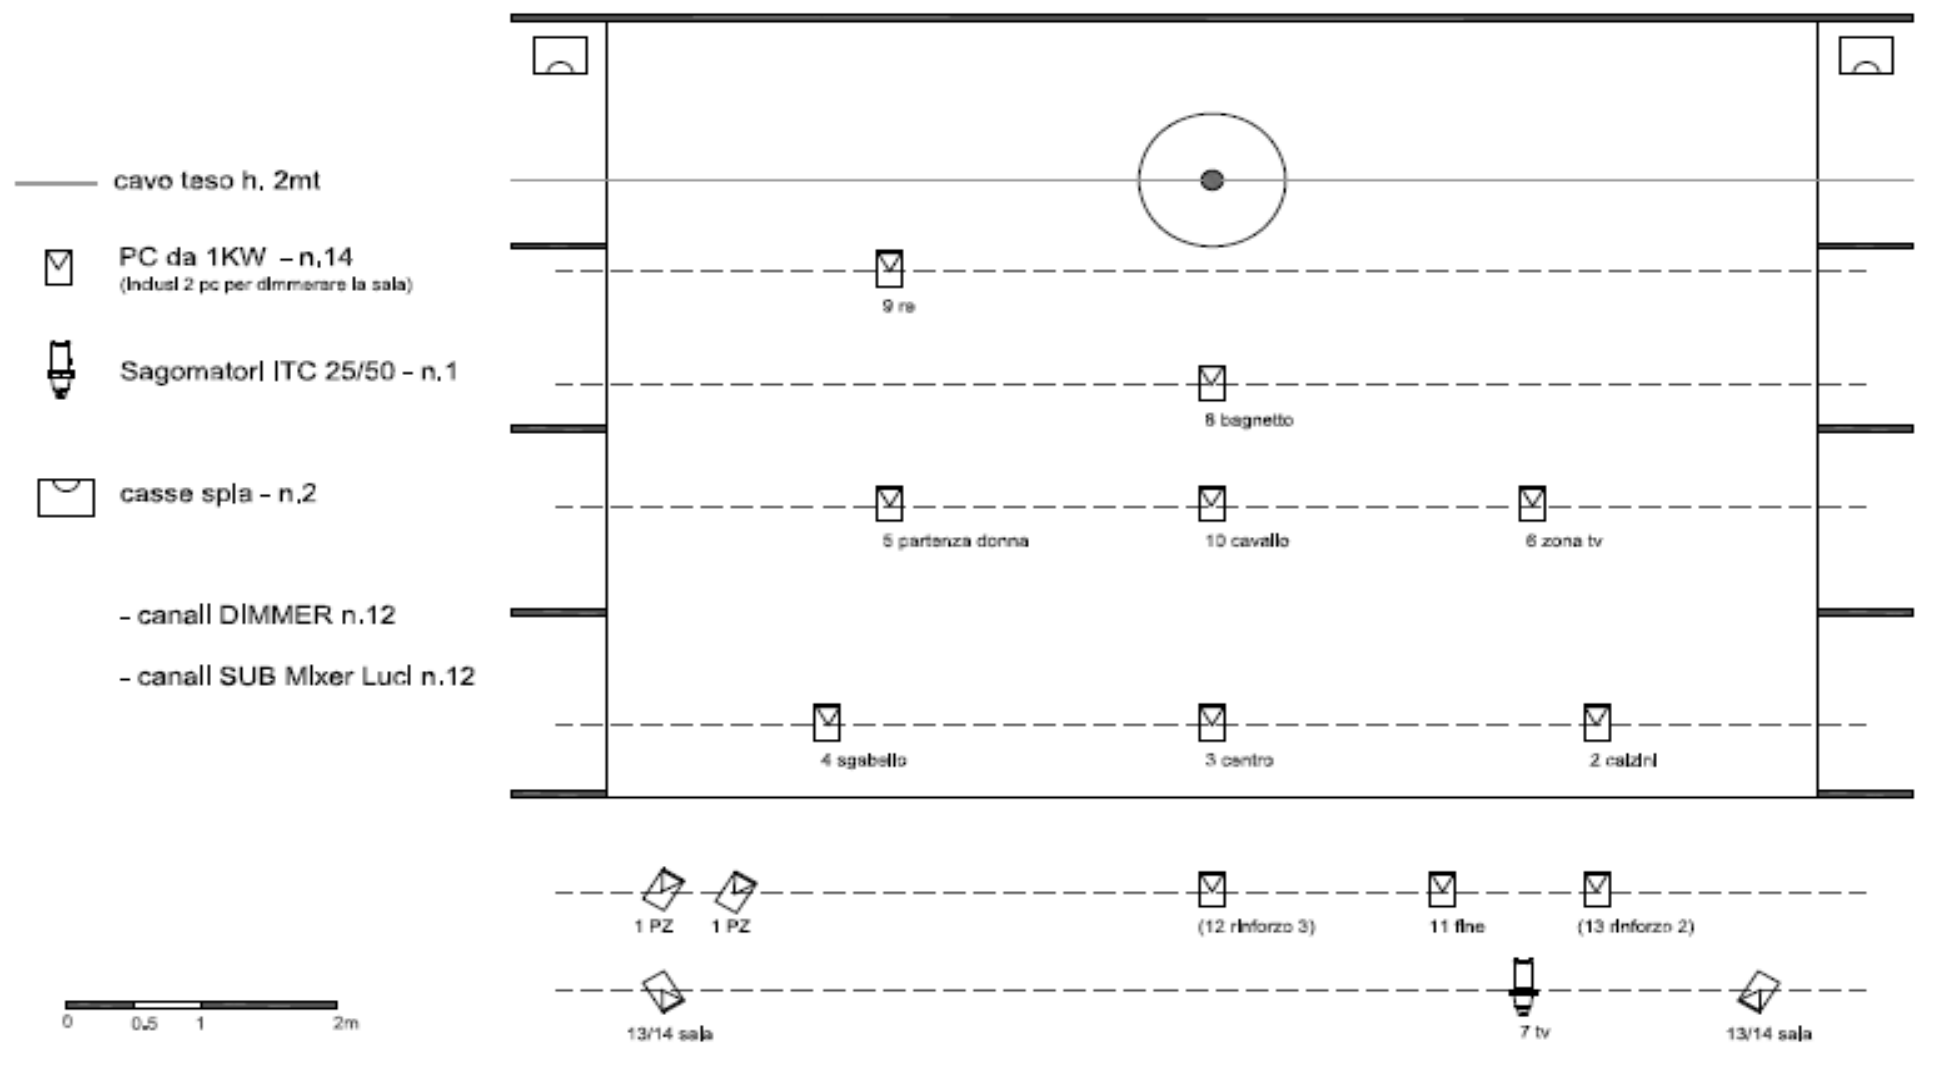 cavo teso h. 2mt
PC da 1KW – n.14
(inclusi 2 pc per dimmerare la sala)
Sagomatori ITC 25/50 – n.1
casse spia – n.2
– canali DIMMER n.12
– canali SUB Mixer Luci n.12
0 0.5 1 2m
9 re
8 bagnetto
5 partenza donna
10 cavallo
6 zona tv
4 sgabello
3 centro
2 calzini
1 PZ
1 PZ
(12 rinforzo 3)
11 fine
(13 rinforzo 2)
13/14 sala
7 tv
13/14 sala